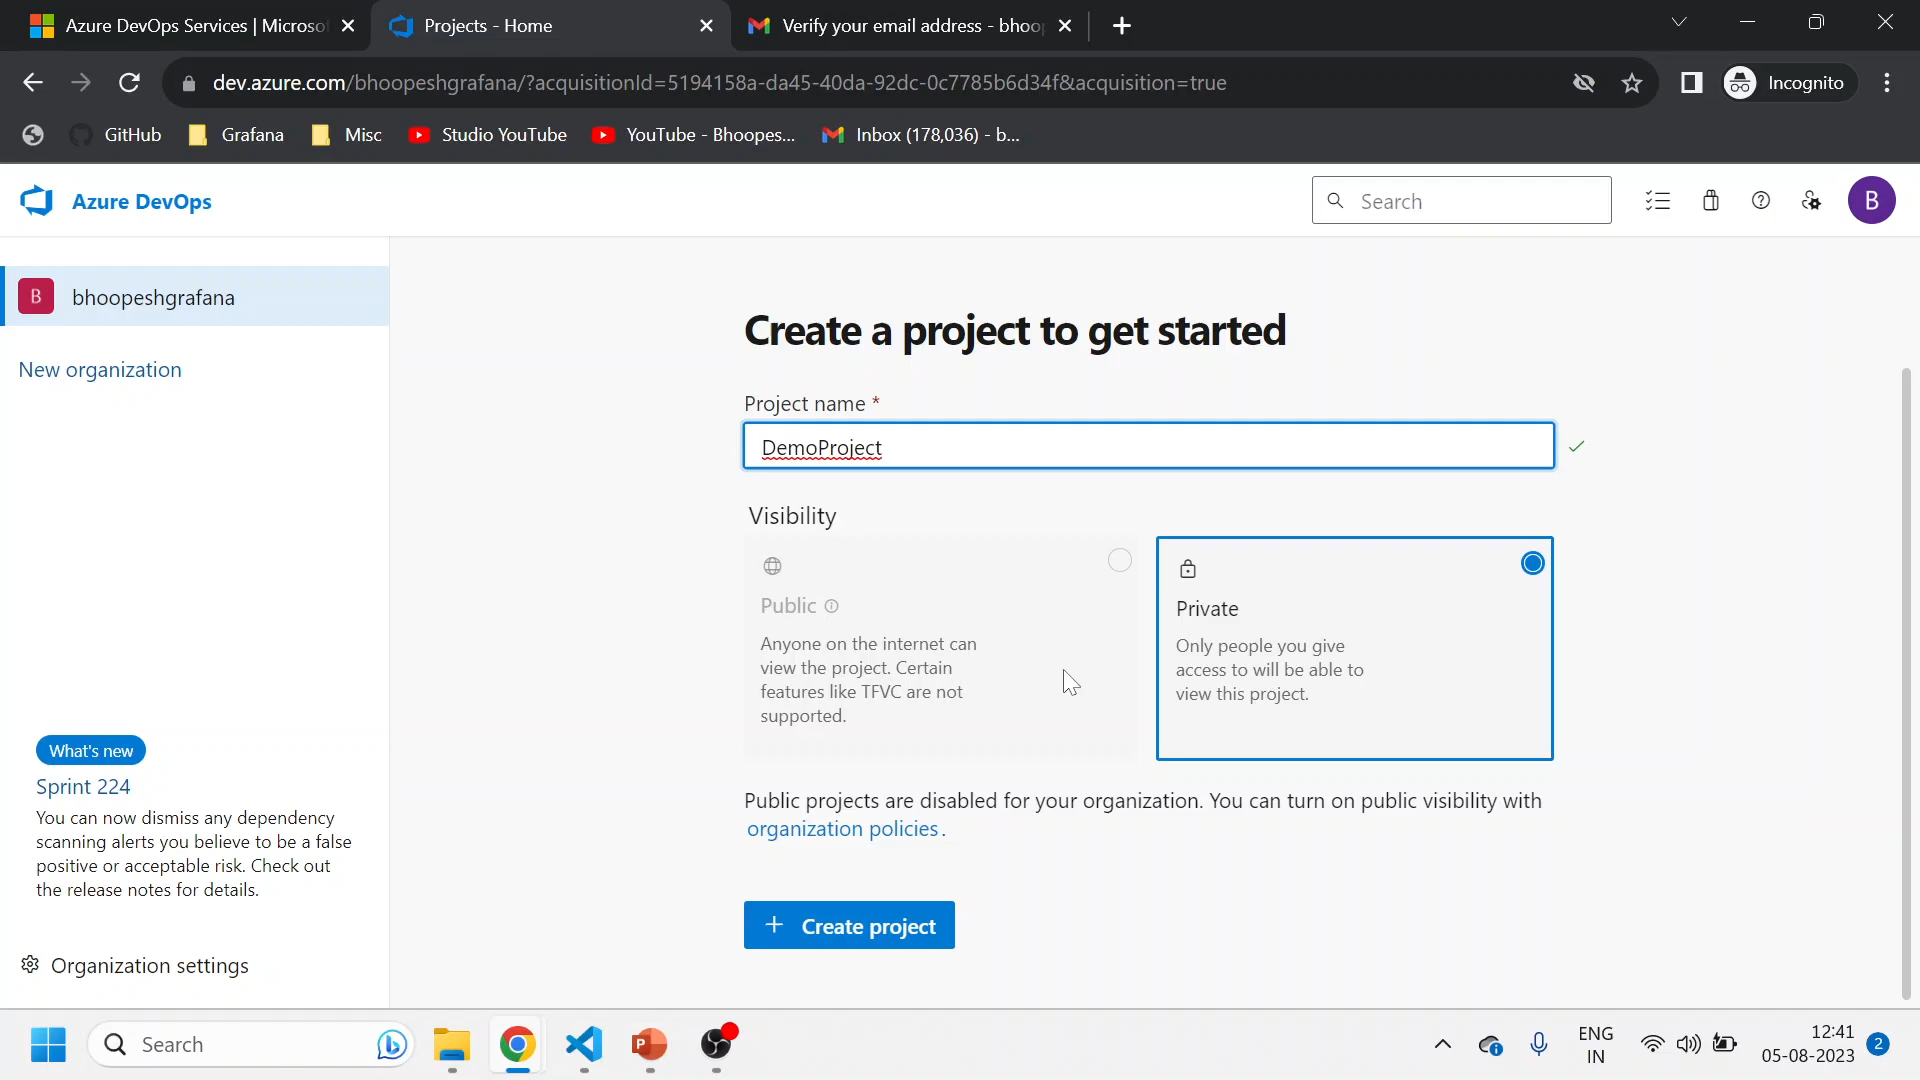 Azure DevOps Services | Microso
Projects - Home
Verify your email address - bhoop
dev.azure.com/bhoopeshgrafana/?acquisitionId=5194158a-da45-40da-92dc-0c7785b6d34f&acquisition=true
Incognito
GitHub
Grafana
Misc
Studio YouTube
YouTube - Bhoopes...
Inbox (178,036) - b...
Azure DevOps
Search
B
B
bhoopeshgrafana
New organization
Create a project to get started
Project name *
DemoProject
Visibility
Public
Anyone on the internet can
view the project. Certain
features like TFVC are not
supported.
Private
Only people you give
access to will be able to
view this project.
Public projects are disabled for your organization. You can turn on public visibility with
organization policies.
+ Create project
What's new
Sprint 224
You can now dismiss any dependency
scanning alerts you believe to be a false
positive or acceptable risk. Check out
the release notes for details.
Organization settings
Search
ENG
IN
12:41
05-08-2023
2